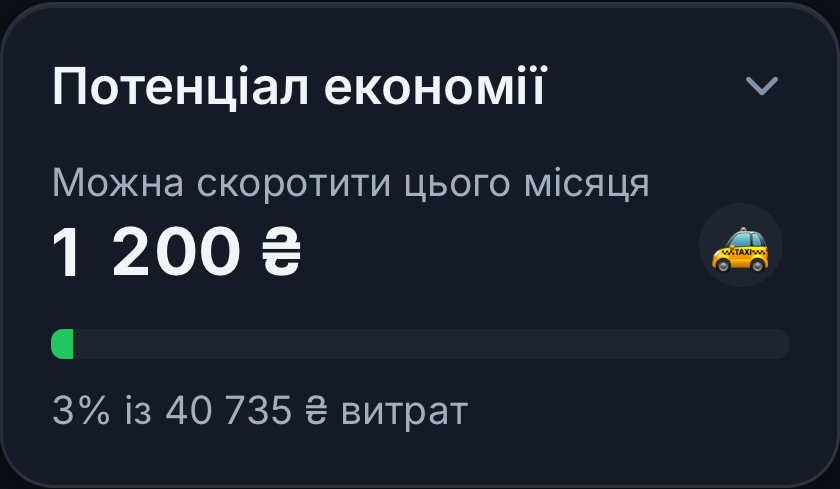 Потенціал економії
Можна скоротити цього місяця
1 200 ₴
TAXI
3% із 40 735 ₴ витрат